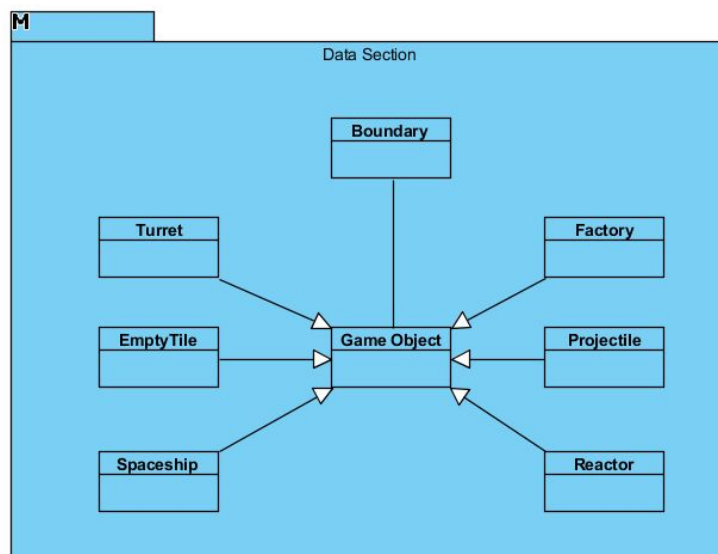 M
Data Section
Boundary
Turret
Factory
EmptyTile
Game Object
Projectile
Spaceship
Reactor